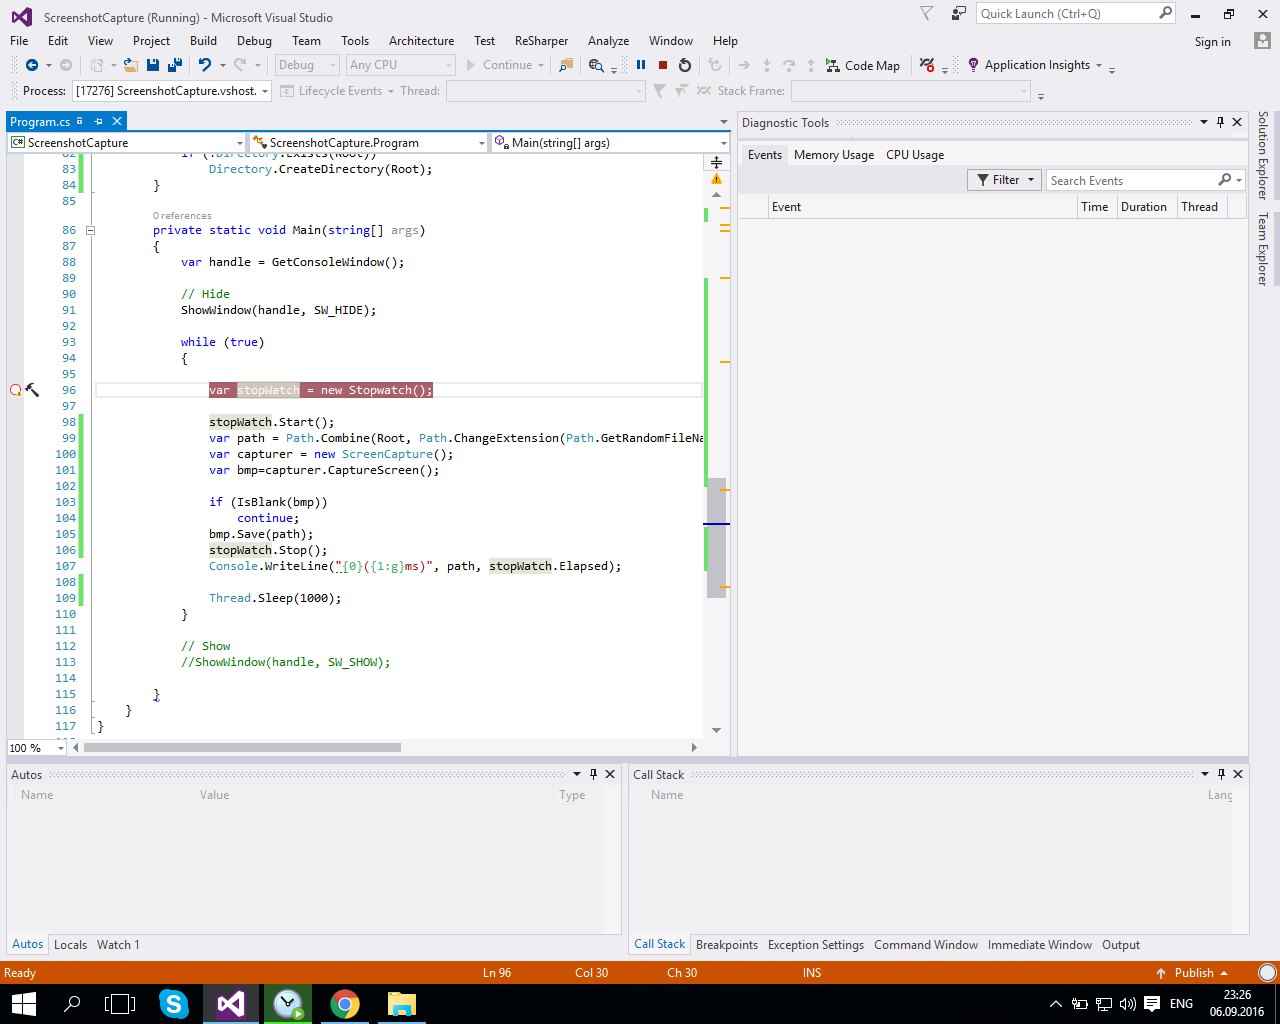 ScreenshotCapture (Running) - Microsoft Visual Studio
Quick Launch (Ctrl+Q)
File Edit View Project Build Debug Team Tools Architecture Test ReSharper Analyze Window Help
Sign in
Debug Any CPU Continue Code Map Application Insights
Process: [17276] ScreenshotCapture.vshost. Lifecycle Events Thread: Stack Frame:
Program.cs
ScreenshotCapture ScreenshotCapture.Program Main(string[] args)
82 if (!Directory.Exists(Root))
83 Directory.CreateDirectory(Root);
84 }
85
0 references
86 private static void Main(string[] args)
87 {
88 var handle = GetConsoleWindow();
89
90 // Hide
91 ShowWindow(handle, SW_HIDE);
92
93 while (true)
94 {
95
96 var stopWatch = new Stopwatch();
97
98 stopWatch.Start();
99 var path = Path.Combine(Root, Path.ChangeExtension(Path.GetRandomFileNa
100 var capturer = new ScreenCapture();
101 var bmp=capturer.CaptureScreen();
102
103 if (IsBlank(bmp))
104 continue;
105 bmp.Save(path);
106 stopWatch.Stop();
107 Console.WriteLine("{0}({1:g}ms)", path, stopWatch.Elapsed);
108
109 Thread.Sleep(1000);
110 }
111
112 // Show
113 //ShowWindow(handle, SW_SHOW);
114
115 }
116 }
117 }
100 %
Diagnostic Tools
Events Memory Usage CPU Usage
Filter Search Events
Event Time Duration Thread
Solution Explorer
Team Explorer
Autos
Name Value Type
Autos Locals Watch 1
Call Stack
Name Lang
Call Stack Breakpoints Exception Settings Command Window Immediate Window Output
Ready Ln 96 Col 30 Ch 30 INS Publish
ENG
23:26
06.09.2016